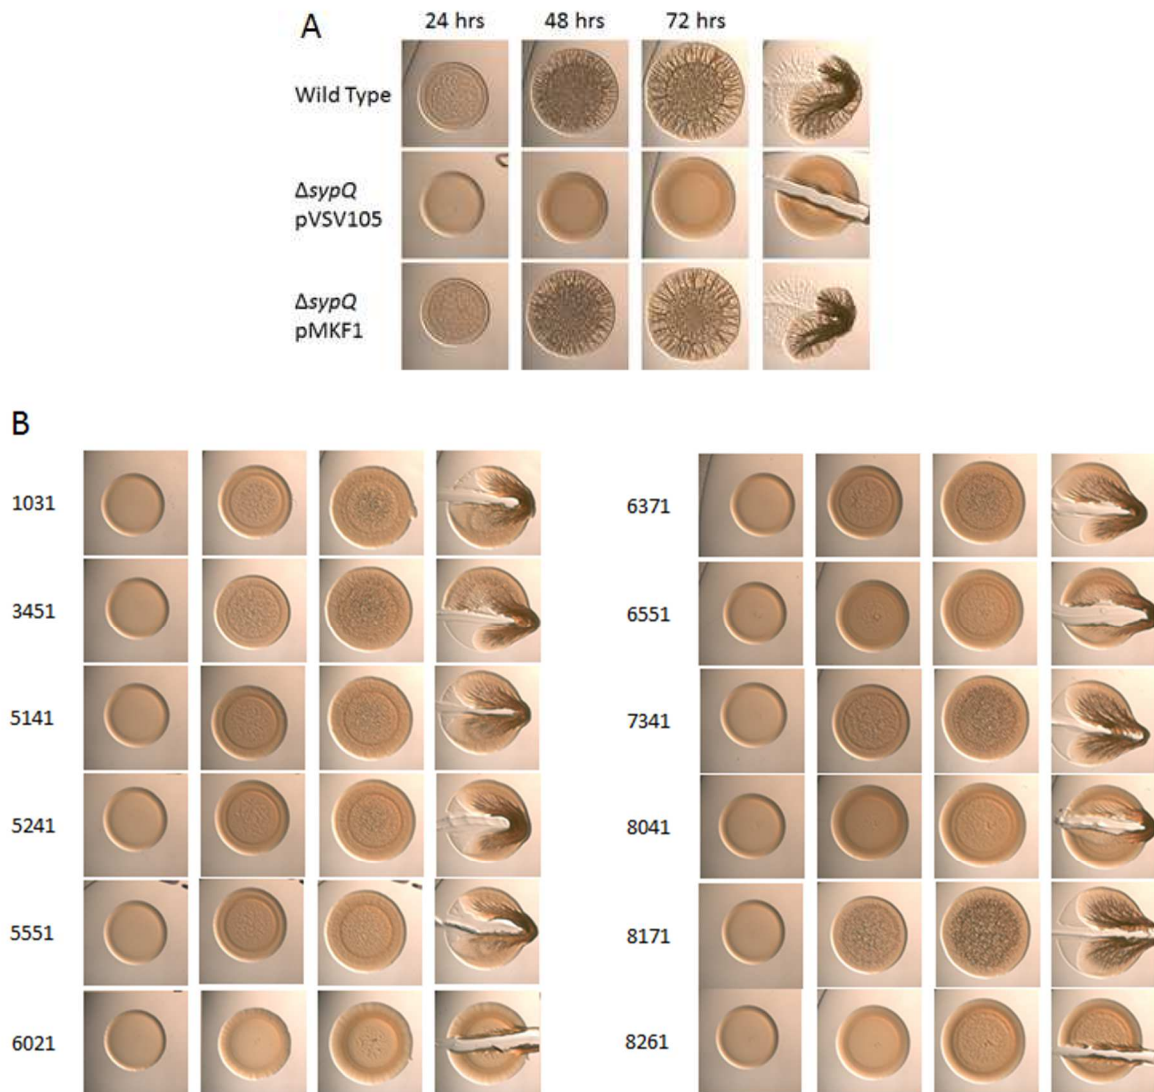 A
24 hrs 48 hrs 72 hrs
Wild Type
ΔsypQ
pVSV105
ΔsypQ
pMKF1
B
1031
3451
5141
5241
5551
6021
6371
6551
7341
8041
8171
8261